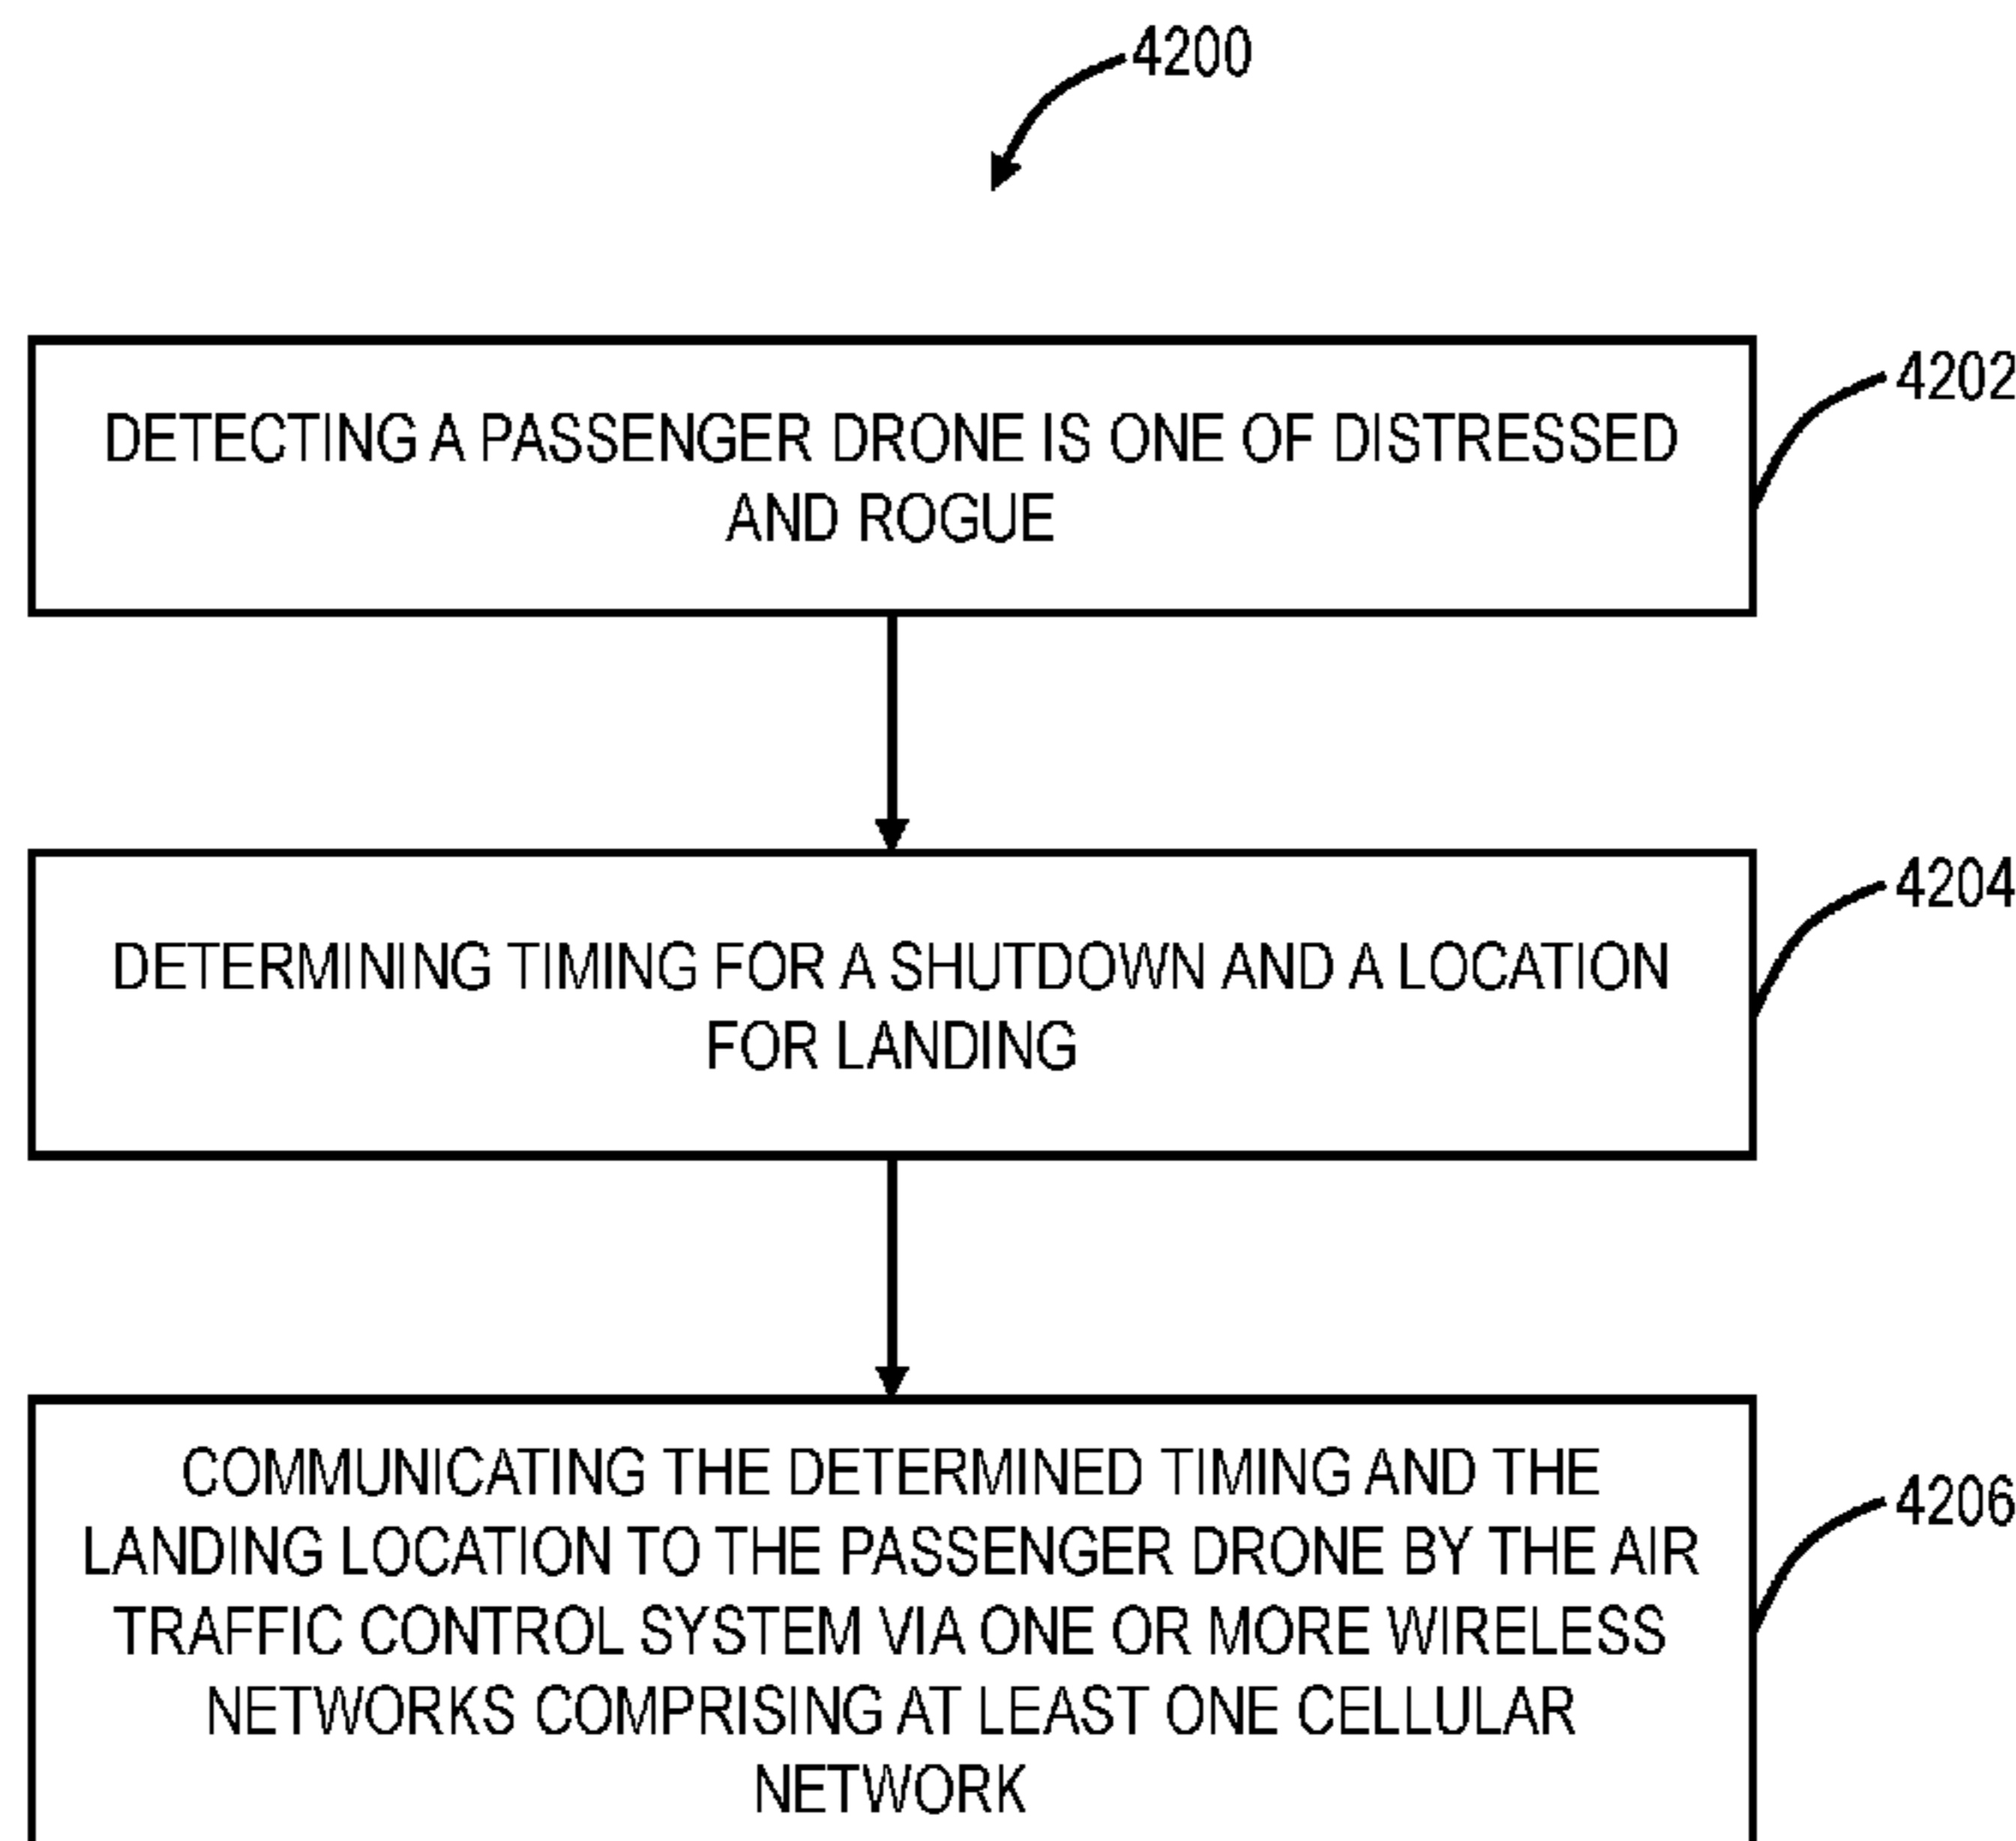 4200
4202
DETECTING A PASSENGER DRONE IS ONE OF DISTRESSED
AND ROGUE
4204
DETERMINING TIMING FOR A SHUTDOWN AND A LOCATION
FOR LANDING
4206
COMMUNICATING THE DETERMINED TIMING AND THE
LANDING LOCATION TO THE PASSENGER DRONE BY THE AIR
TRAFFIC CONTROL SYSTEM VIA ONE OR MORE WIRELESS
NETWORKS COMPRISING AT LEAST ONE CELLULAR
NETWORK